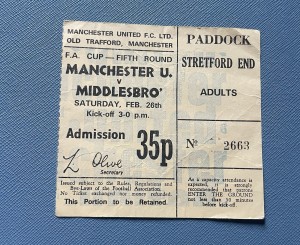 MANCHESTER UNITED F.C. LTD.
OLD TRAFFORD, MANCHESTER
F.A. CUP—FIFTH ROUND
MANCHESTER U.
v
MIDDLESBRO'
SATURDAY, FEB. 26th
Kick-off 3-0 p.m.
Admission 35p
L. Olive
Secretary
Issued subject to the Rules, Regulations and
Bye-Laws of the Football Association.
No Ticket exchanged nor money refunded.
This Portion to be Retained.
PADDOCK
STRETFORD END
ADULTS
No 2663
As a capacity attendance is
expected, it is strongly
recommended that patrons
ENTER THE GROUND
not less than 30 minutes
before kick-off.